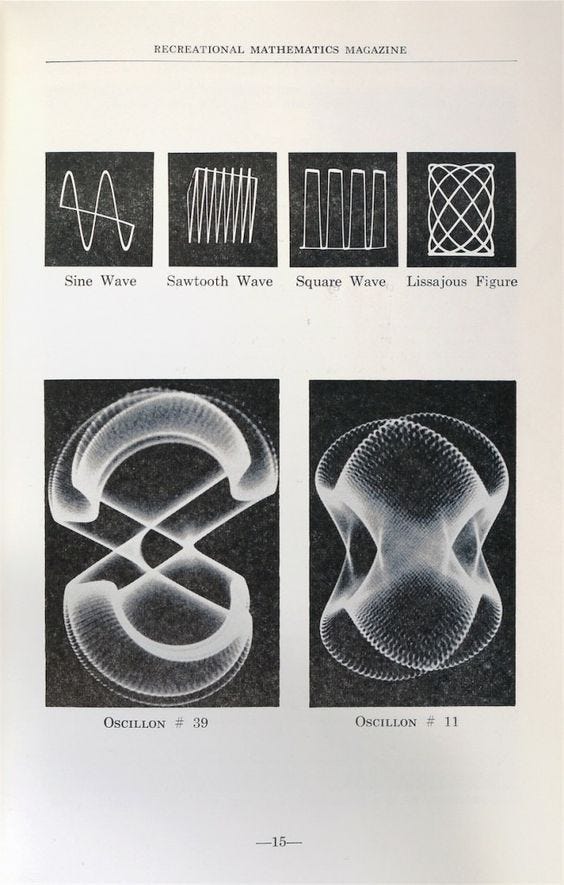 RECREATIONAL MATHEMATICS MAGAZINE
Sine Wave
Sawtooth Wave
Square Wave
Lissajous Figure
OSCILLON # 39
OSCILLON # 11
—15—